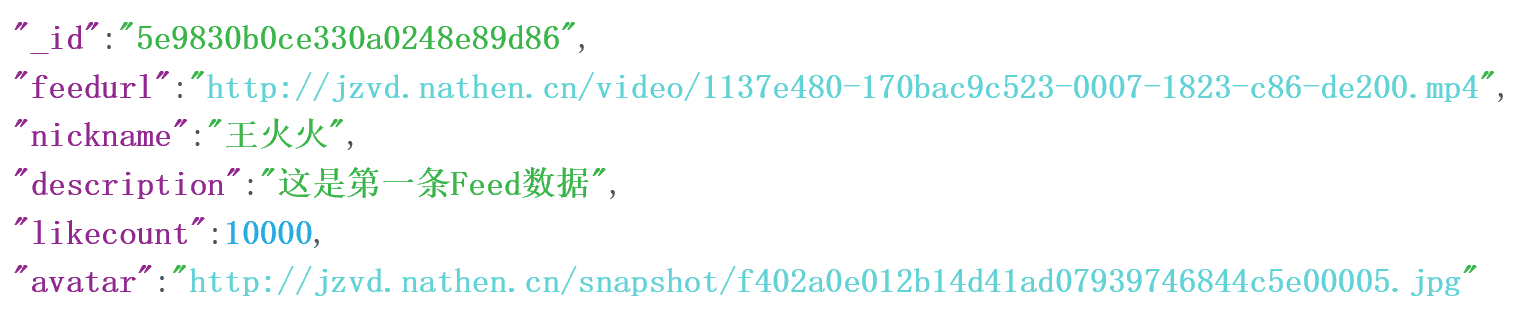 "_id":"5e9830b0ce330a0248e89d86",
"feedurl":"http://jzvd.nathen.cn/video/1137e480-170bac9c523-0007-1823-c86-de200.mp4",
"nickname":"王火火",
"description":"这是第一条Feed数据",
"likecount":10000,
"avatar":"http://jzvd.nathen.cn/snapshot/f402a0e012b14d41ad07939746844c5e00005.jpg"